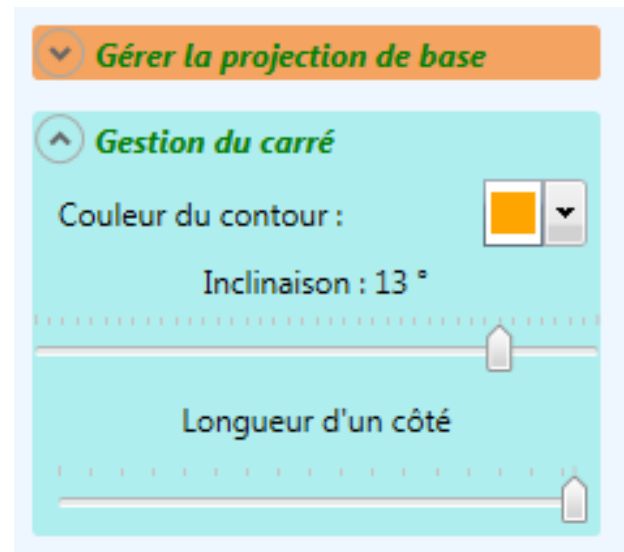 Gérer la projection de base
Gestion du carré
Couleur du contour :
Inclinaison : 13 °
Longueur d'un côté